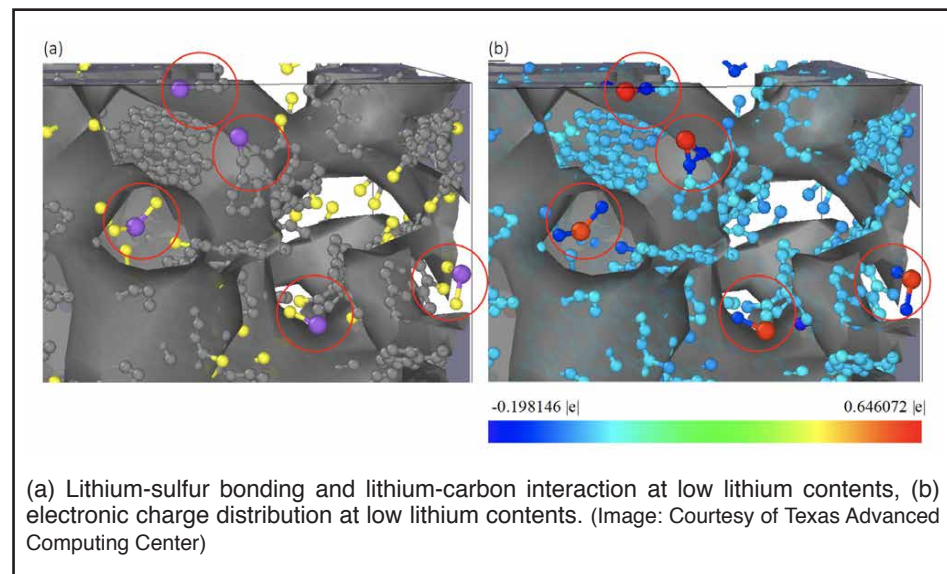 (a)
(b)
-0.198146 |e|
0.646072 |e|
(a) Lithium-sulfur bonding and lithium-carbon interaction at low lithium contents, (b)
electronic charge distribution at low lithium contents. (Image: Courtesy of Texas Advanced
Computing Center)